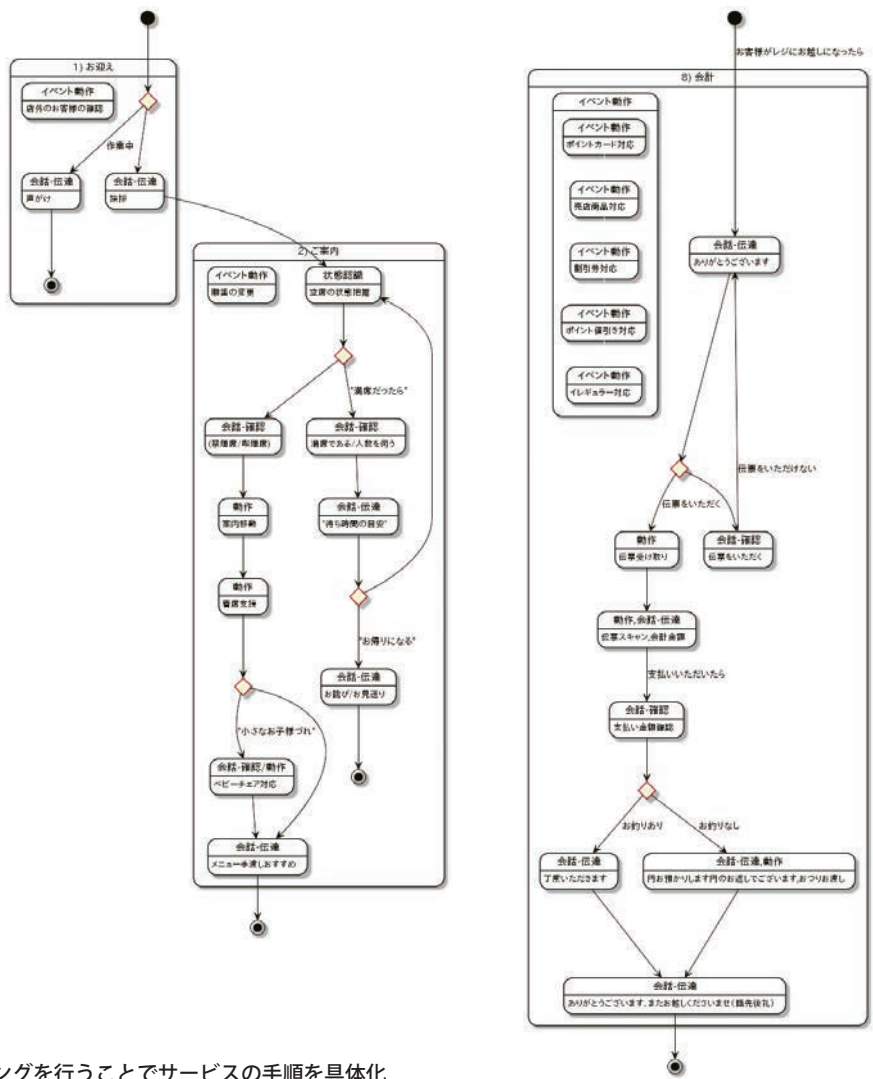 1) お迎え
イベント動作
店外のお客様の確認
作業中
会話-伝達
声がけ
会話-伝達
挨拶
2) ご案内
イベント動作
状態認識
空席の状態把握
"満席だったら"
会話-確認
(禁煙席/喫煙席)
会話-確認
満席である/人数を伺う
動作
案内移動
会話-伝達
"待ち時間の目安"
動作
着席支援
"お帰りになる"
会話-伝達
お詫び/お見送り
"小さなお子様づれ"
会話-確認/動作
ベビーチェア対応
会話-伝達
メニュー手渡しおすすめ
お客様がレジにお越しになったら
8) 会計
イベント動作
イベント動作
ポイントカード対応
イベント動作
売店商品対応
イベント動作
割引券対応
イベント動作
ポイント値引き対応
イベント動作
イレギュラー対応
会話-伝達
ありがとうございます
伝票をいただけない
伝票をいただく
動作
伝票受け取り
会話-確認
伝票をいただく
動作,会話-伝達
伝票スキャン,会計金額
支払いいただいたら
会話-確認
支払い金額確認
お釣りあり
お釣りなし
会話-伝達
丁度いただきます
会話-伝達,動作
円お預かりします円のお返しでございます,おつりお渡し
会話-伝達
ありがとうございます,またお越しくださいませ(語先後礼)
ングを行うことでサービスの手順を具体化